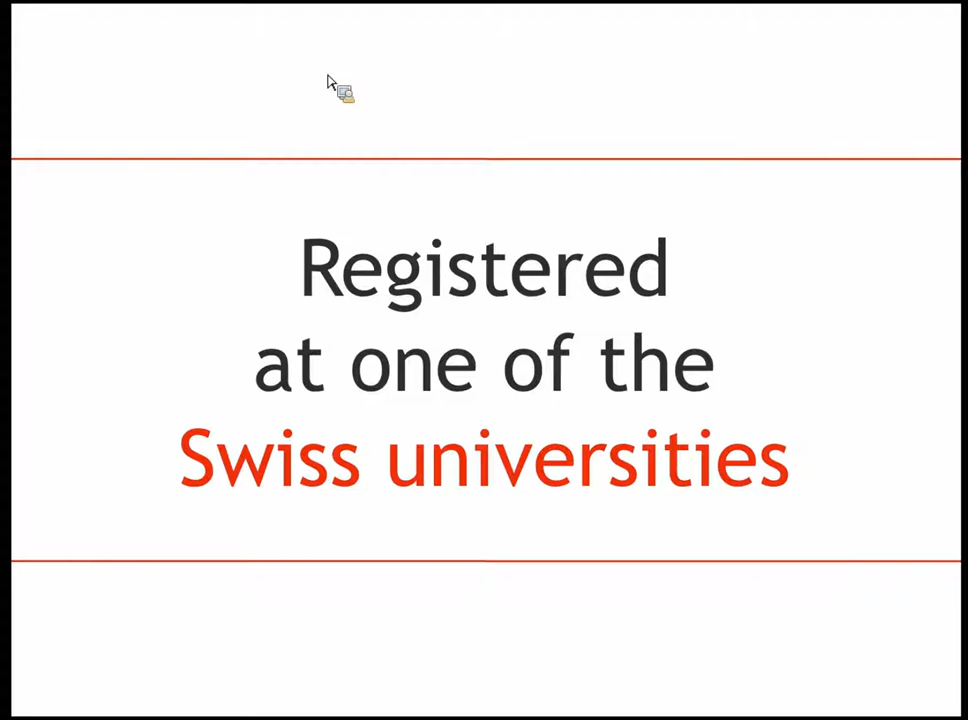 Registered
at one of the
Swiss universities